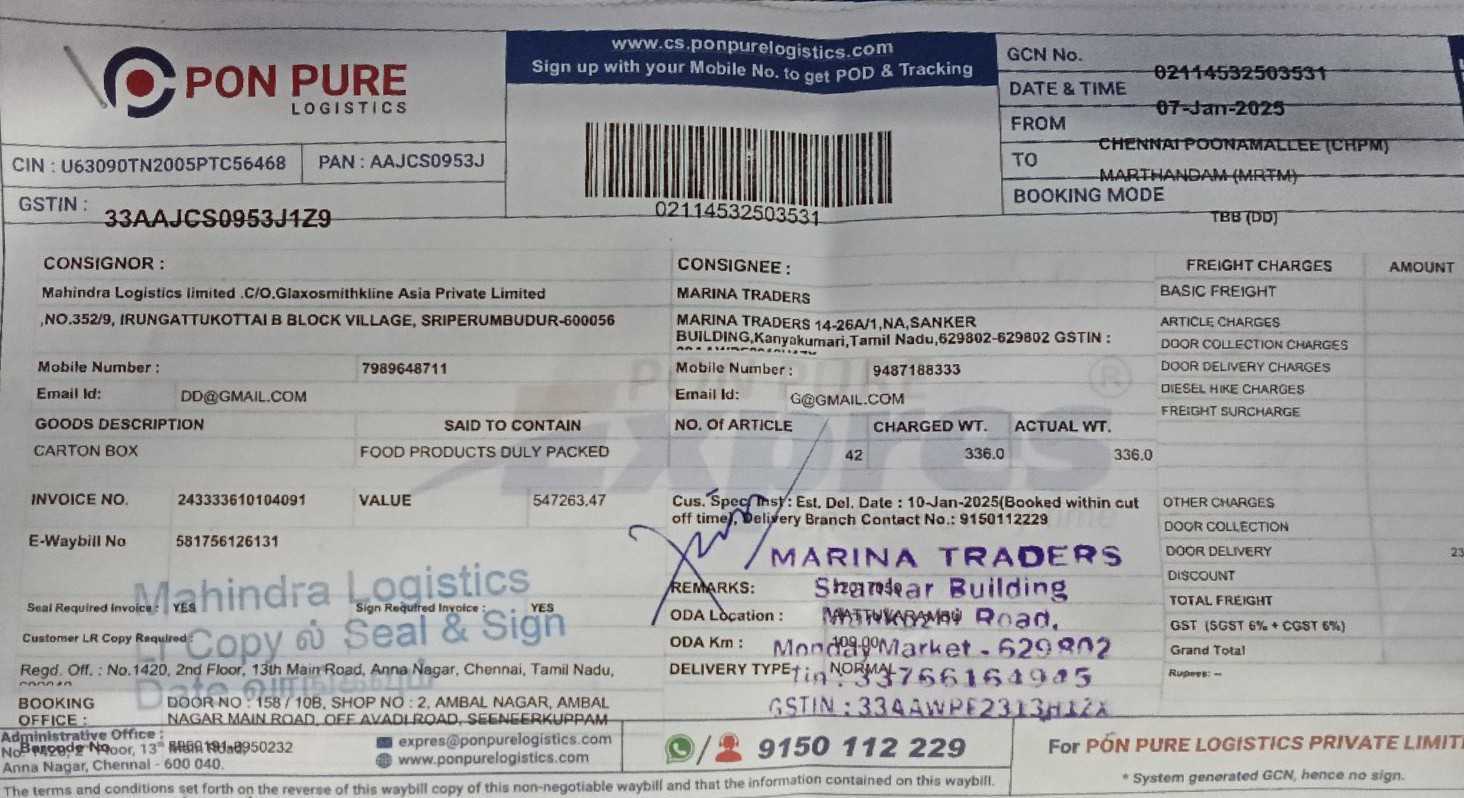 PON PURE
LOGISTICS
www.cs.ponpurelogistics.com
Sign up with your Mobile No. to get POD & Tracking
GCN No. 02114532503531
DATE & TIME 07-Jan-2025
FROM CHENNAI POONAMALLEE (CHPM)
TO MARTHANDAM (MRTM)
BOOKING MODE TBB (DD)
CIN : U63090TN2005PTC56468 PAN : AAJCS0953J
GSTIN : 33AAJCS0953J1Z9
02114532503531
CONSIGNOR :
Mahindra Logistics limited .C/O.Glaxosmithkline Asia Private Limited
,NO.352/9, IRUNGATTUKOTTAI B BLOCK VILLAGE, SRIPERUMBUDUR-600056
Mobile Number : 7989648711
Email Id: DD@GMAIL.COM
CONSIGNEE :
MARINA TRADERS
MARINA TRADERS 14-26A/1,NA,SANKER
BUILDING,Kanyakumari,Tamil Nadu,629802-629802 GSTIN :
Mobile Number : 9487188333
Email Id: G@GMAIL.COM
FREIGHT CHARGES AMOUNT
BASIC FREIGHT
ARTICLE CHARGES
DOOR COLLECTION CHARGES
DOOR DELIVERY CHARGES
DIESEL HIKE CHARGES
FREIGHT SURCHARGE
GOODS DESCRIPTION SAID TO CONTAIN NO. Of ARTICLE CHARGED WT. ACTUAL WT.
CARTON BOX FOOD PRODUCTS DULY PACKED 42 336.0 336.0
INVOICE NO. 243333610104091 VALUE 547263.47
E-Waybill No 581756126131
Cus. Spec Inst : Est. Del. Date : 10-Jan-2025(Booked within cut
off time), Delivery Branch Contact No.: 9150112229
OTHER CHARGES
DOOR COLLECTION
DOOR DELIVERY 23
DISCOUNT
TOTAL FREIGHT
GST (SGST 6% + CGST 6%)
Grand Total
Rupees: --
Seal Required Invoice : YES Sign Required Invoice : YES
Customer LR Copy Required :
Mahindra Logistics
Copy ல் Seal & Sign
Date
REMARKS:
ODA Location :
ODA Km : 109.00
DELIVERY TYPE NORMAL
MARINA TRADERS
Building
Road,
Monday Market - 629802
Tin : 33766164945
Regd. Off. : No.1420, 2nd Floor, 13th Main Road, Anna Nagar, Chennai, Tamil Nadu,
BOOKING OFFICE : DOOR NO : 158 / 10B, SHOP NO : 2, AMBAL NAGAR, AMBAL
NAGAR MAIN ROAD, OFF AVADI ROAD, SEENEERKUPPAM
Administrative Office :
Barcode No
Anna Nagar, Chennai - 600 040.
expres@ponpurelogistics.com
www.ponpurelogistics.com
9150 112 229
For PON PURE LOGISTICS PRIVATE LIMIT
* System generated GCN, hence no sign.
The terms and conditions set forth on the reverse of this waybill copy of this non-negotiable waybill and that the information contained on this waybill.